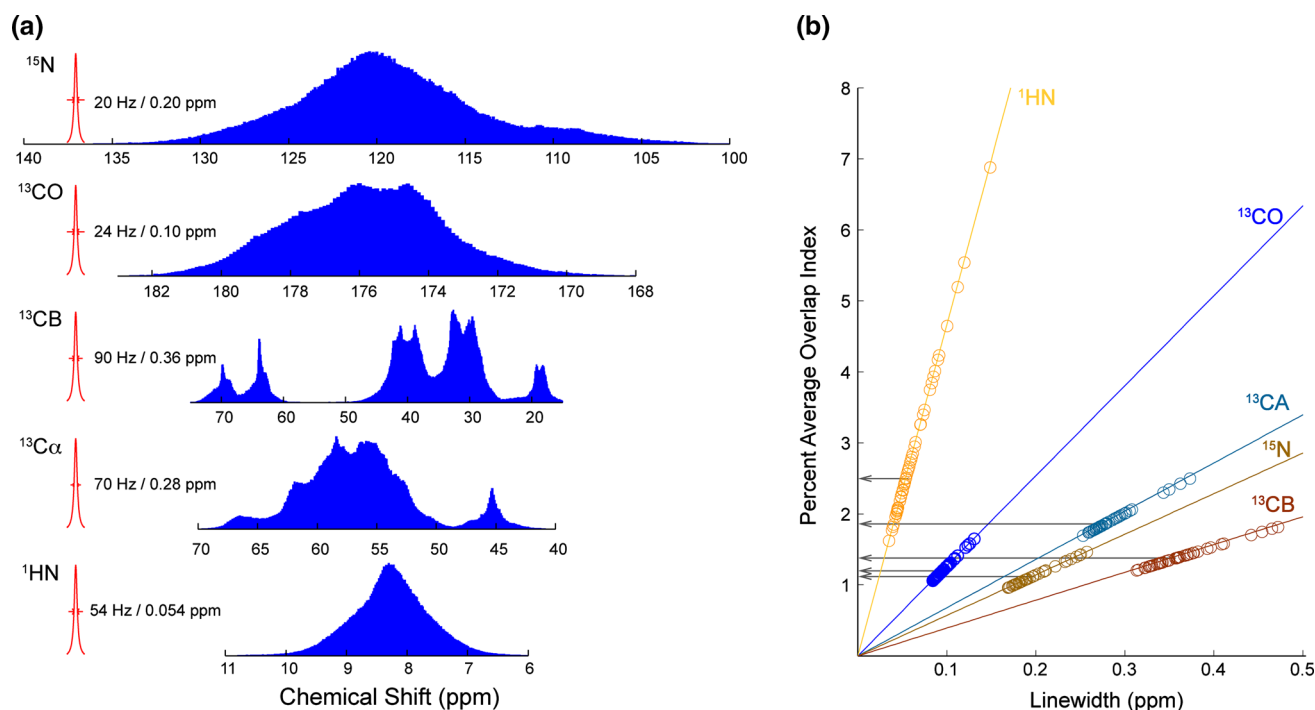 (a)
¹⁵N
20 Hz / 0.20 ppm
140 135 130 125 120 115 110 105 100
¹³CO
24 Hz / 0.10 ppm
182 180 178 176 174 172 170 168
¹³CB
90 Hz / 0.36 ppm
70 60 50 40 30 20
¹³Cα
70 Hz / 0.28 ppm
70 65 60 55 50 45 40
¹HN
54 Hz / 0.054 ppm
11 10 9 8 7 6
Chemical Shift (ppm)
(b)
Percent Average Overlap Index
8
7
6
5
4
3
2
1
¹HN
¹³CO
¹³CA
¹⁵N
¹³CB
0.1 0.2 0.3 0.4 0.5
Linewidth (ppm)